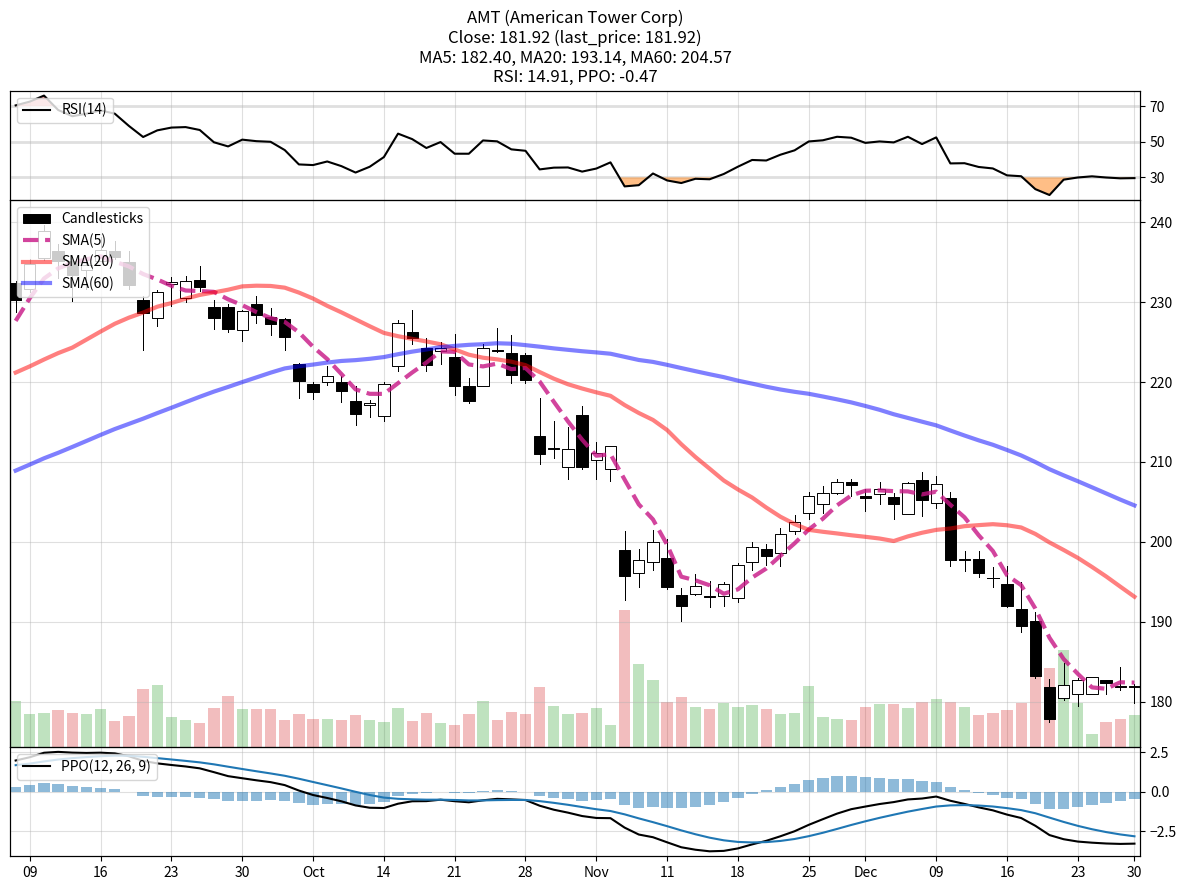 AMT (American Tower Corp)
Close: 181.92 (last_price: 181.92)
MA5: 182.40, MA20: 193.14, MA60: 204.57
RSI: 14.91, PPO: -0.47
RSI(14)
70
50
30
Candlesticks
SMA(5)
SMA(20)
SMA(60)
240
230
220
210
200
190
180
PPO(12, 26, 9)
2.5
0.0
−2.5
09 16 23 30 Oct 14 21 28 Nov 11 18 25 Dec 09 16 23 30